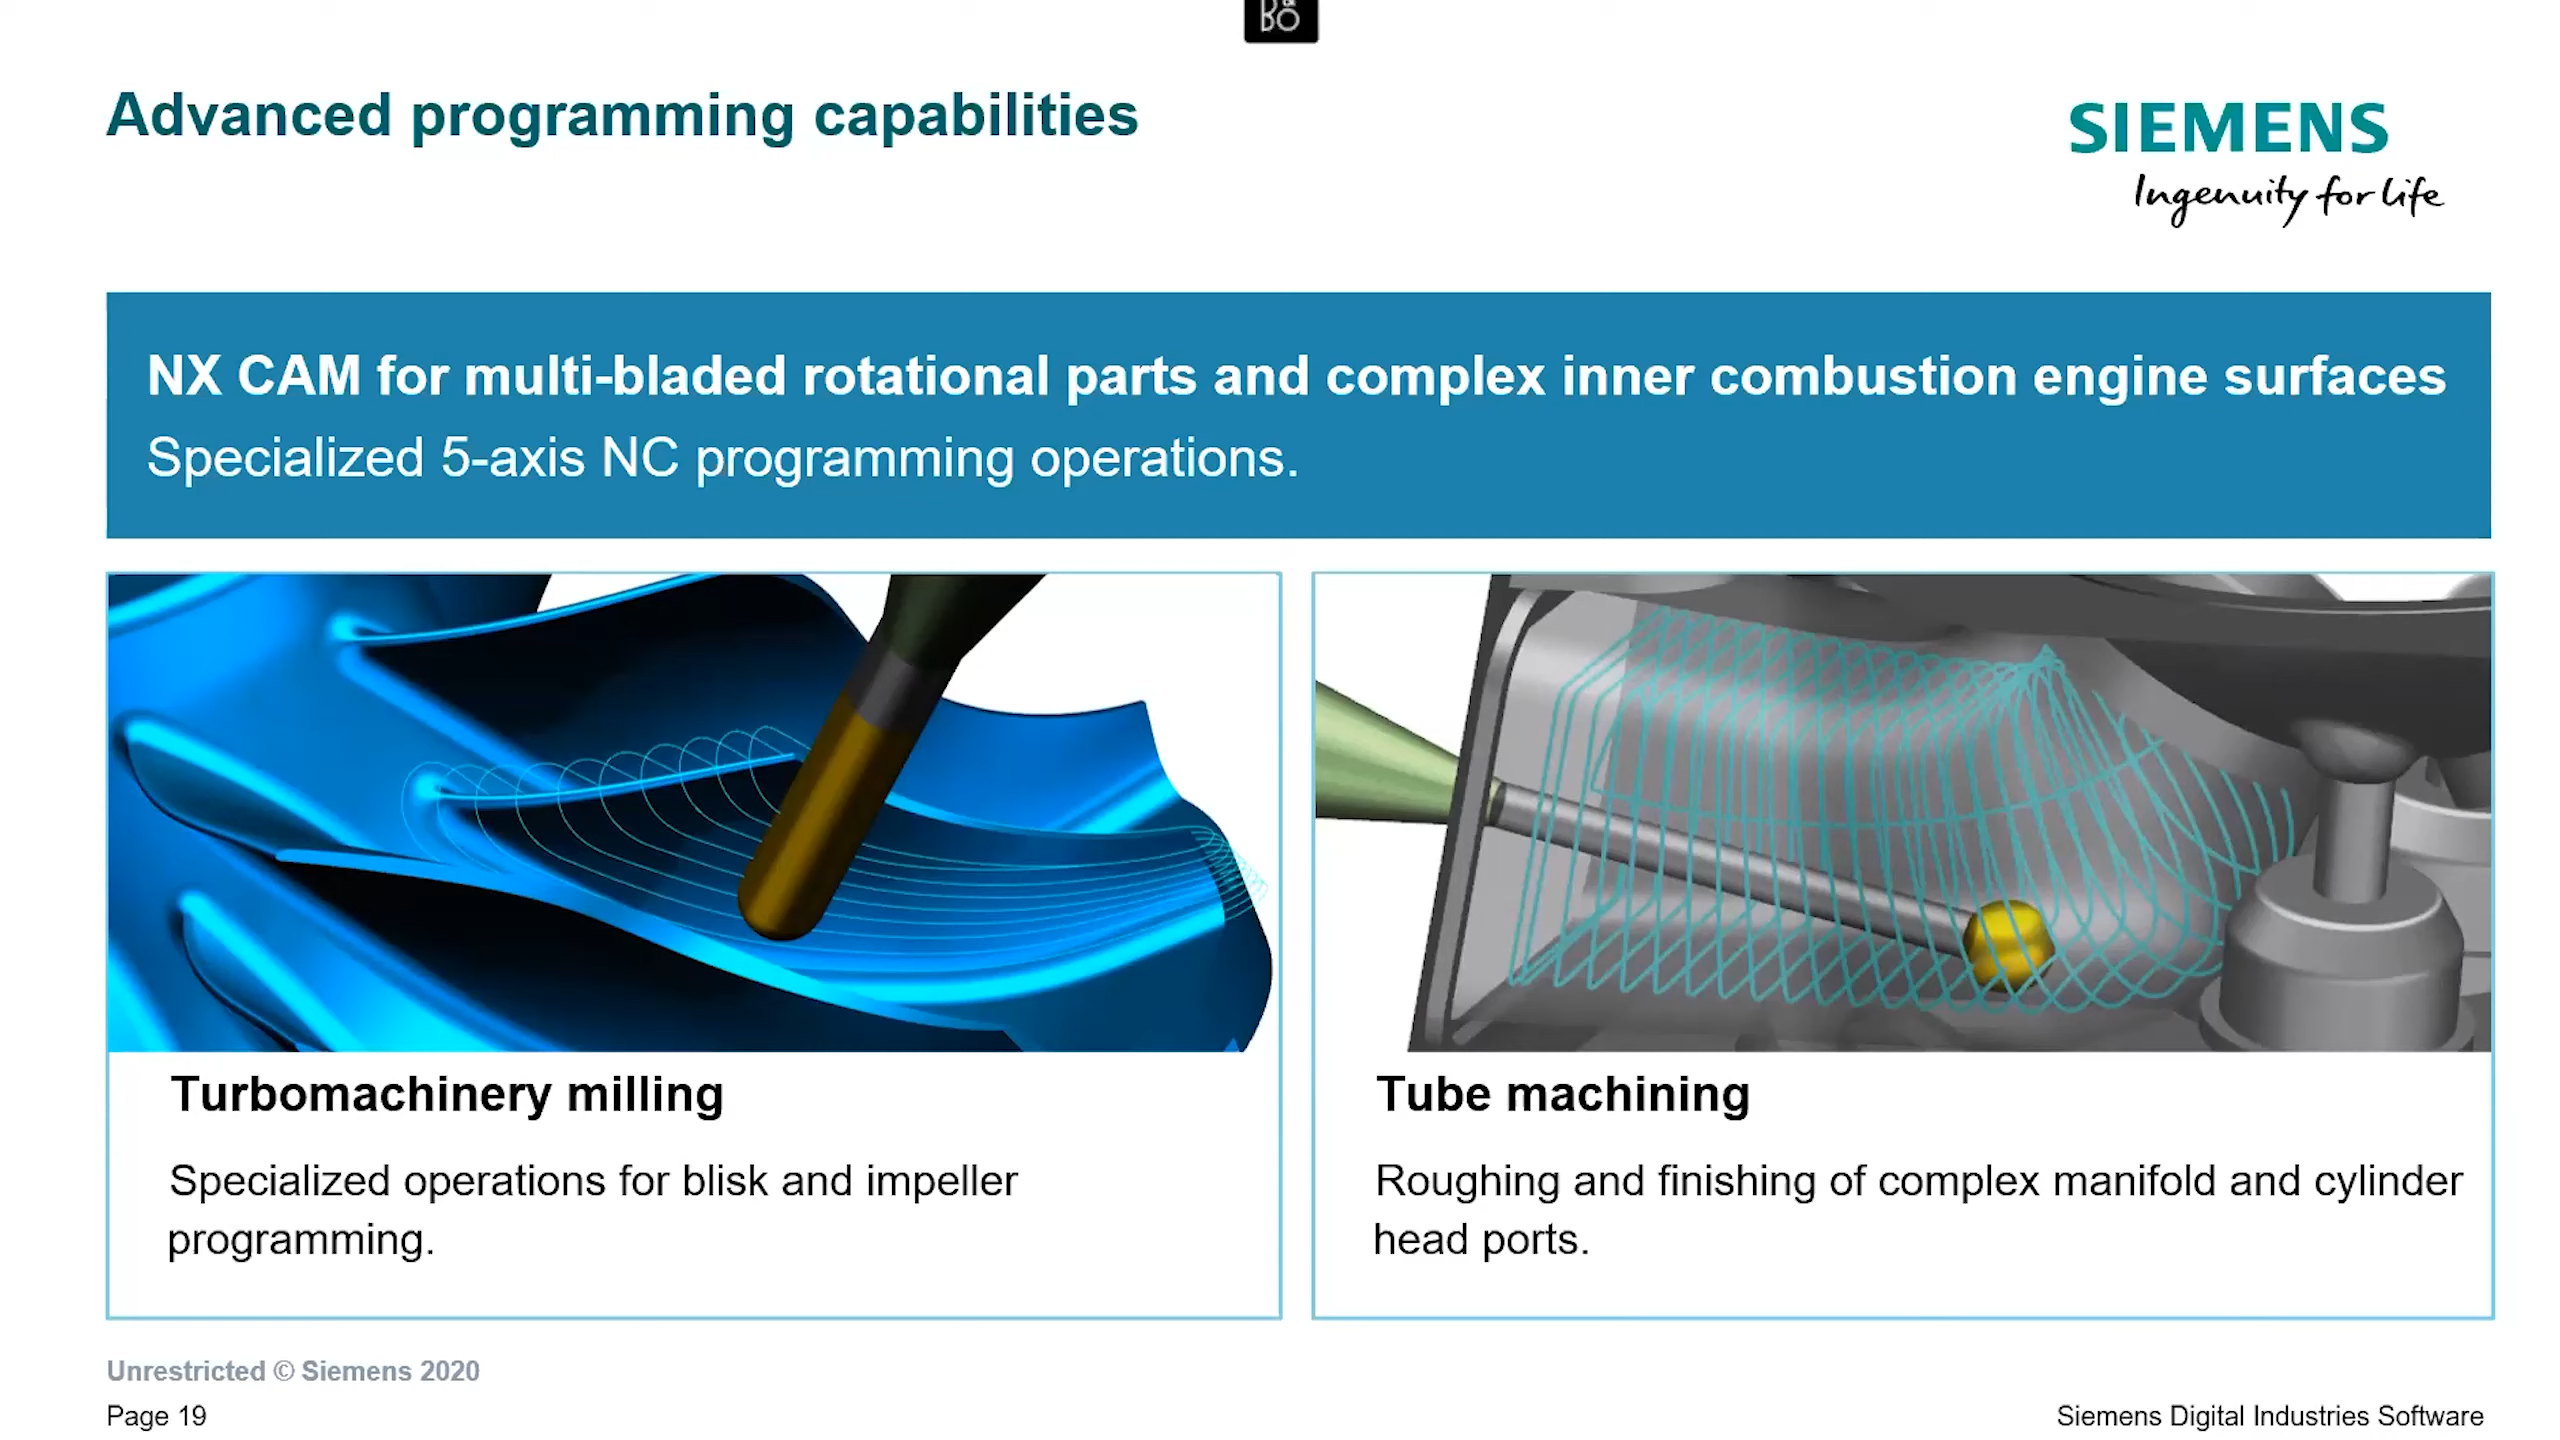 Advanced programming capabilities
SIEMENS
Ingenuity for life
NX CAM for multi-bladed rotational parts and complex inner combustion engine surfaces
Specialized 5-axis NC programming operations.
Turbomachinery milling
Specialized operations for blisk and impeller
programming.
Tube machining
Roughing and finishing of complex manifold and cylinder
head ports.
Unrestricted © Siemens 2020
Page 19
Siemens Digital Industries Software